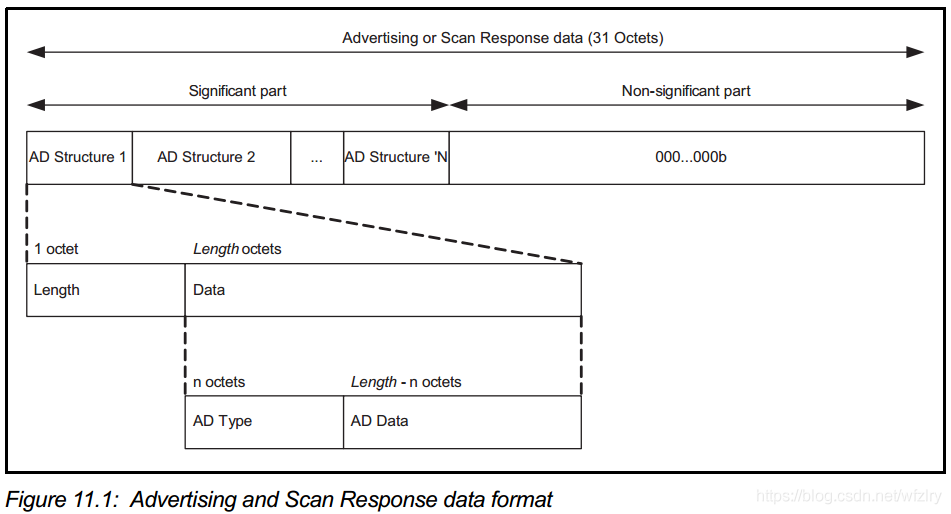 Advertising or Scan Response data (31 Octets)
Significant part Non-significant part
AD Structure 1 AD Structure 2 ... AD Structure 'N 000...000b
1 octet Length octets
Length Data
n octets Length - n octets
AD Type AD Data
Figure 11.1: Advertising and Scan Response data format
https://blog.csdn.net/wfzlry